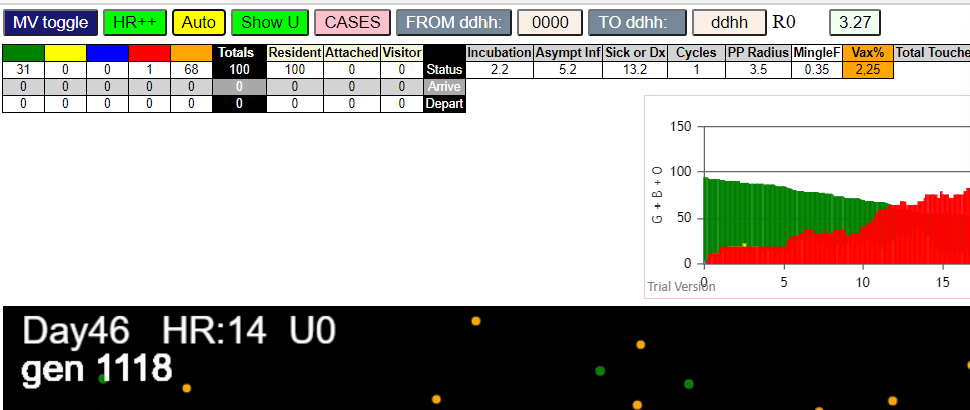 MV toggle HR++ Auto Show U CASES FROM ddhh: 0000 TO ddhh: ddhh R0 3.27
Totals Resident Attached Visitor Incubation Asympt Inf Sick or Dx Cycles PP Radius MingleF Vax% Total Touche
31 0 0 1 68 100 100 0 0 Status 2.2 5.2 13.2 1 3.5 0.35 2,25
0 0 0 0 0 0 0 0 0 Arrive
0 0 0 0 0 0 0 0 0 Depart
150
100
50
0
G + B + O
0 5 10 15
Trial Version
Day46 HR:14 U0
gen 1118